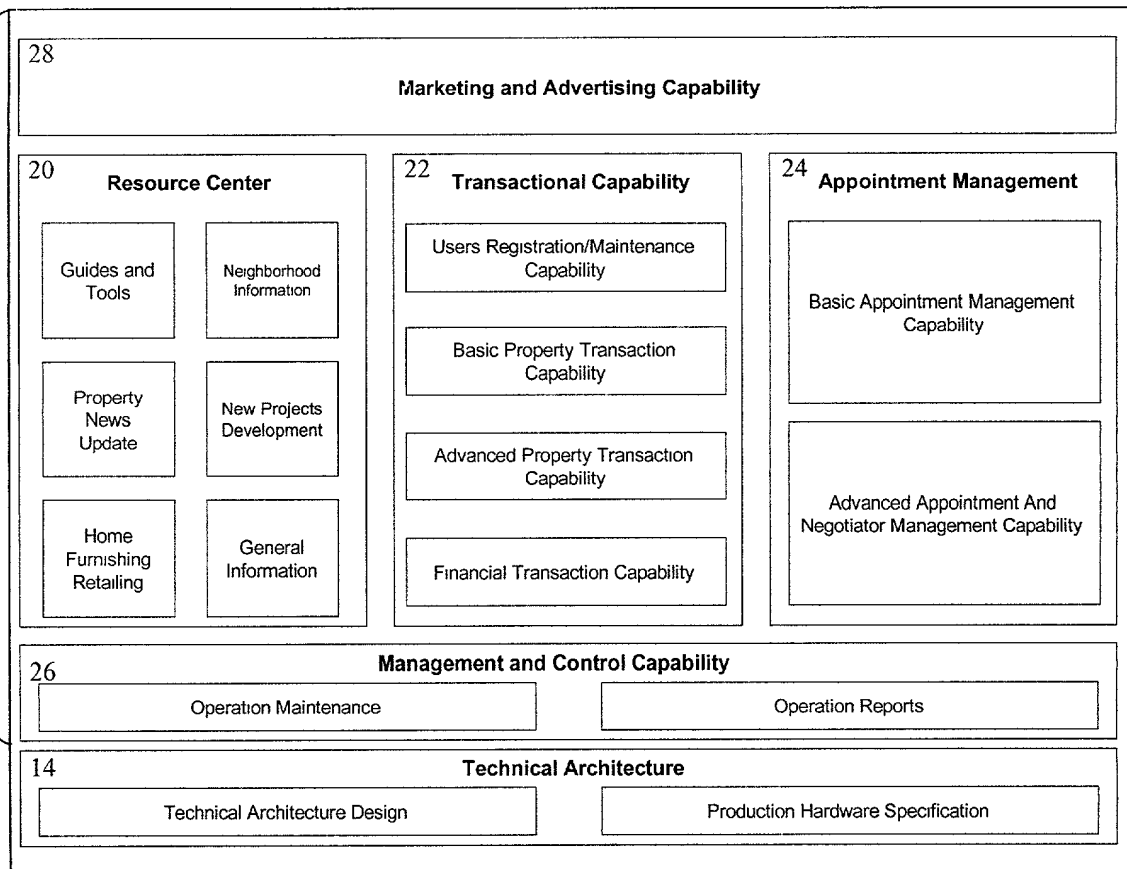 28
Marketing and Advertising Capability
20
Resource Center
Guides and
Tools
Neighborhood
Information
Property
News
Update
New Projects
Development
Home
Furnishing
Retailing
General
Information
22
Transactional Capability
Users Registration/Maintenance
Capability
Basic Property Transaction
Capability
Advanced Property Transaction
Capability
Financial Transaction Capability
24
Appointment Management
Basic Appointment Management
Capability
Advanced Appointment And
Negotiator Management Capability
26
Management and Control Capability
Operation Maintenance
Operation Reports
14
Technical Architecture
Technical Architecture Design
Production Hardware Specification